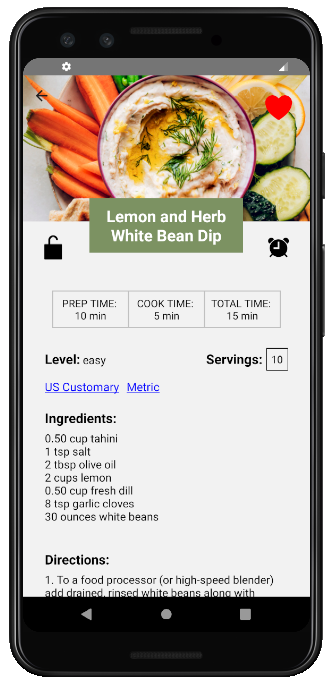 Lemon and Herb
White Bean Dip
PREP TIME: COOK TIME: TOTAL TIME:
10 min 5 min 15 min
Level: easy Servings: 10
US Customary Metric
Ingredients:
0.50 cup tahini
1 tsp salt
2 tbsp olive oil
2 cups lemon
0.50 cup fresh dill
8 tsp garlic cloves
30 ounces white beans
Directions:
1. To a food processor (or high-speed blender)
add drained, rinsed white beans along with